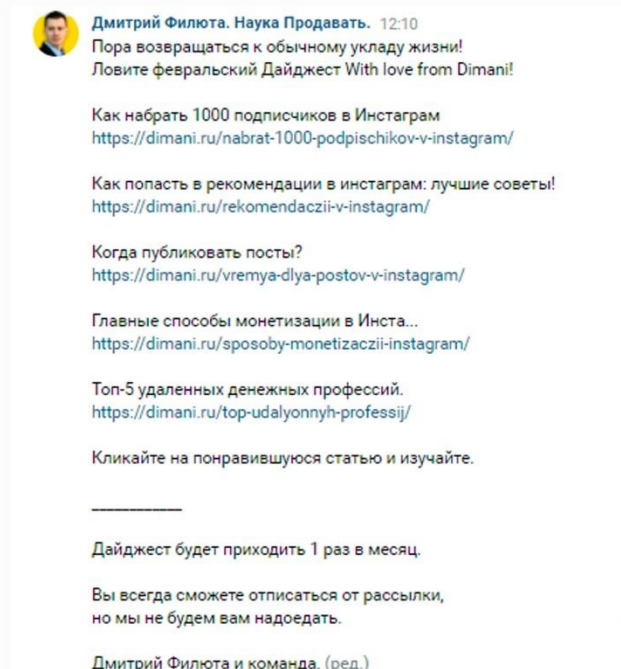 Дмитрий Филюта. Наука Продавать. 12:10
Пора возвращаться к обычному укладу жизни!
Ловите февральский Дайджест With love from Dimani!
Как набрать 1000 подписчиков в Инстаграм
https://dimani.ru/nabrat-1000-podpischikov-v-instagram/
Как попасть в рекомендации в инстаграм: лучшие советы!
https://dimani.ru/rekomendaczii-v-instagram/
Когда публиковать посты?
https://dimani.ru/vremya-dlya-postov-v-instagram/
Главные способы монетизации в Инста...
https://dimani.ru/sposoby-monetizaczii-instagram/
Топ-5 удаленных денежных профессий.
https://dimani.ru/top-udalyonnyh-professij/
Кликайте на понравившуюся статью и изучайте.
____________
Дайджест будет приходить 1 раз в месяц.
Вы всегда сможете отписаться от рассылки,
но мы не будем вам надоедать.
Дмитрий Филюта и команда. (ред.)